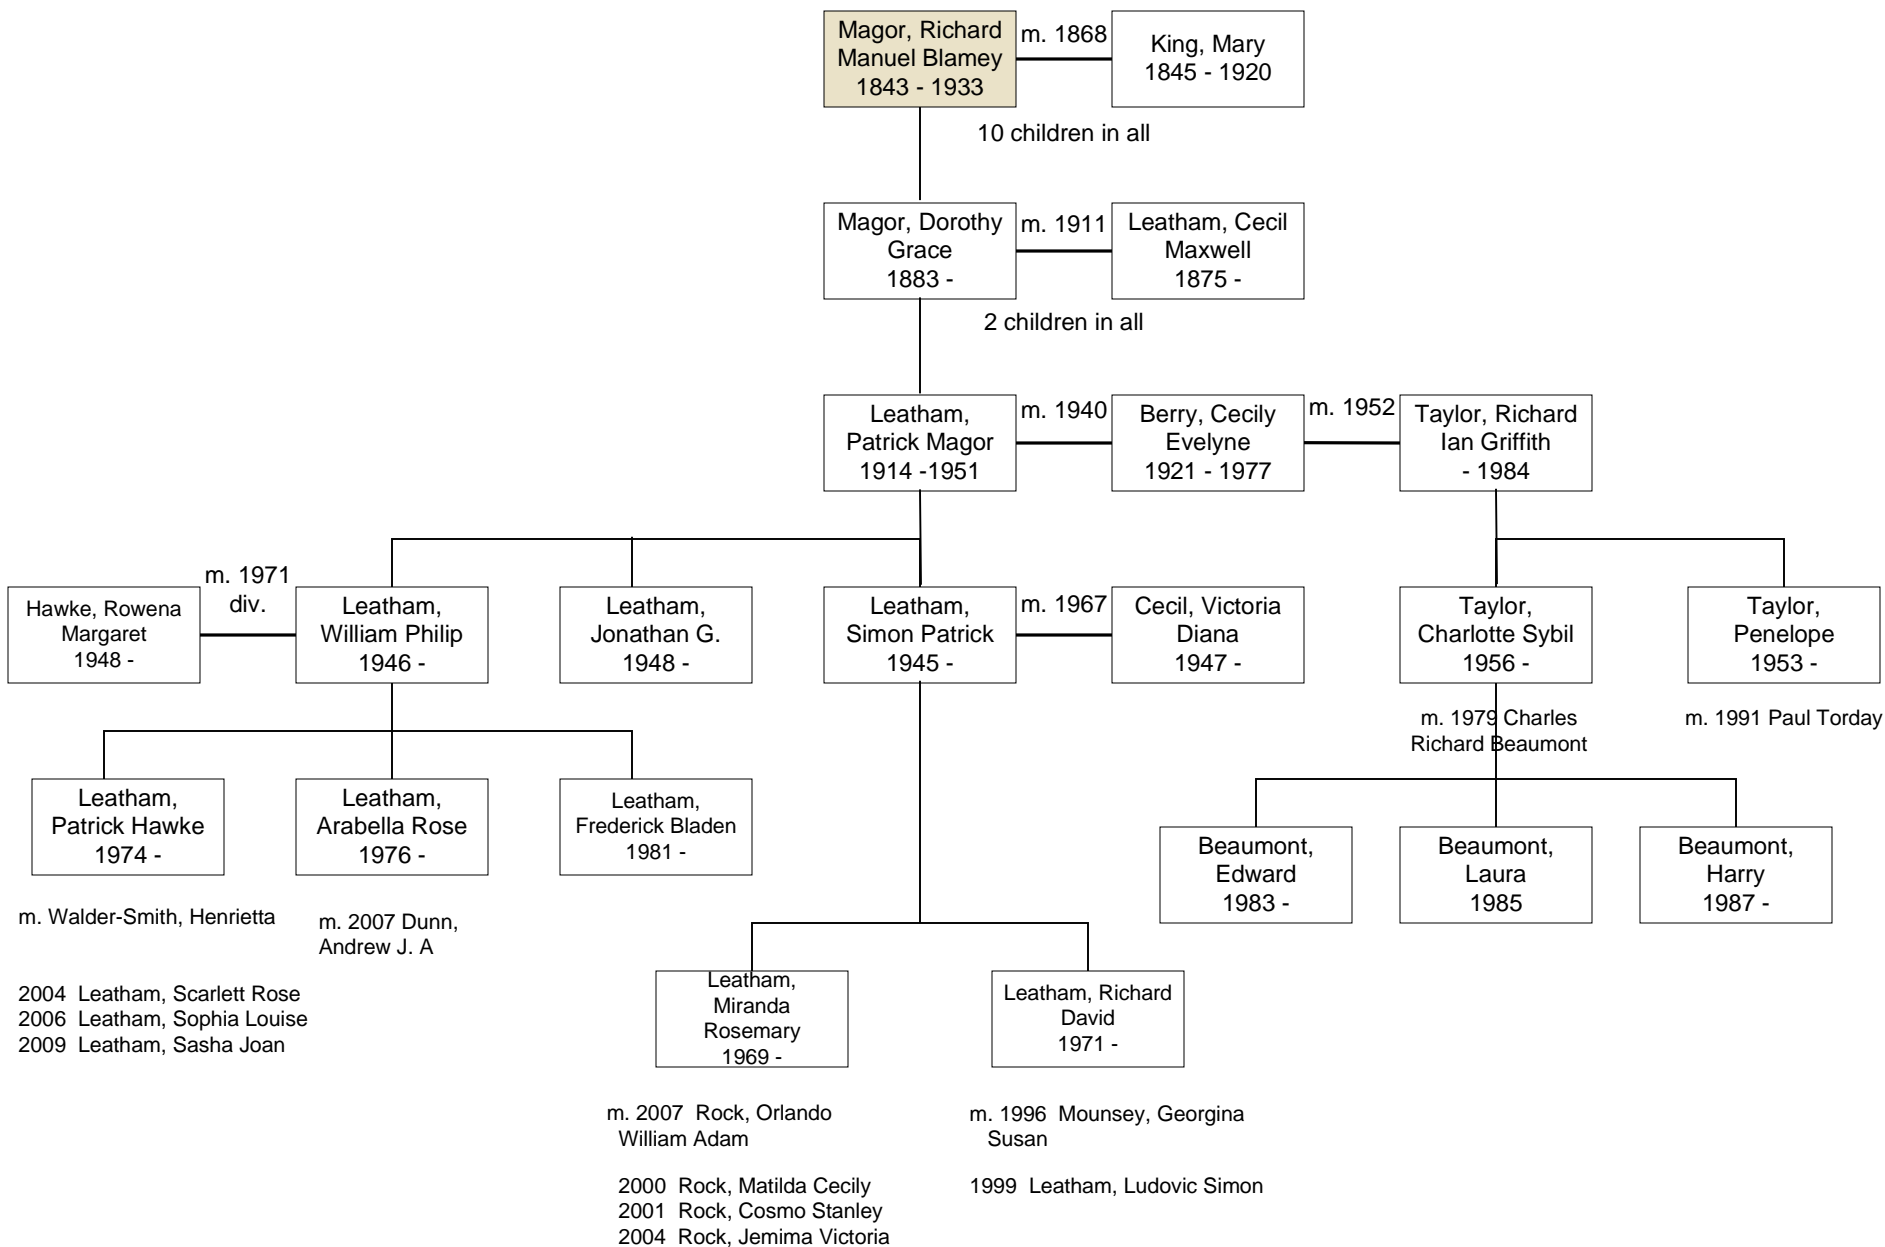 Magor, Richard
Manuel Blamey
1843 - 1933
m. 1868
King, Mary
1845 - 1920
10 children in all
Magor, Dorothy
Grace
1883 -
m. 1911
Leatham, Cecil
Maxwell
1875 -
2 children in all
Leatham,
Patrick Magor
1914 -1951
m. 1940
Berry, Cecily
Evelyne
1921 - 1977
m. 1952
Taylor, Richard
Ian Griffith
- 1984
Hawke, Rowena
Margaret
1948 -
m. 1971
div.
Leatham,
William Philip
1946 -
Leatham,
Jonathan G.
1948 -
Leatham,
Simon Patrick
1945 -
m. 1967
Cecil, Victoria
Diana
1947 -
Taylor,
Charlotte Sybil
1956 -
Taylor,
Penelope
1953 -
m. 1979 Charles
Richard Beaumont
m. 1991 Paul Torday
Leatham,
Patrick Hawke
1974 -
Leatham,
Arabella Rose
1976 -
Leatham,
Frederick Bladen
1981 -
Beaumont,
Edward
1983 -
Beaumont,
Laura
1985
Beaumont,
Harry
1987 -
m. Walder-Smith, Henrietta
m. 2007 Dunn,
Andrew J. A
2004 Leatham, Scarlett Rose
2006 Leatham, Sophia Louise
2009 Leatham, Sasha Joan
Leatham,
Miranda
Rosemary
1969 -
Leatham, Richard
David
1971 -
m. 2007 Rock, Orlando
William Adam
m. 1996 Mounsey, Georgina
Susan
2000 Rock, Matilda Cecily
2001 Rock, Cosmo Stanley
2004 Rock, Jemima Victoria
1999 Leatham, Ludovic Simon